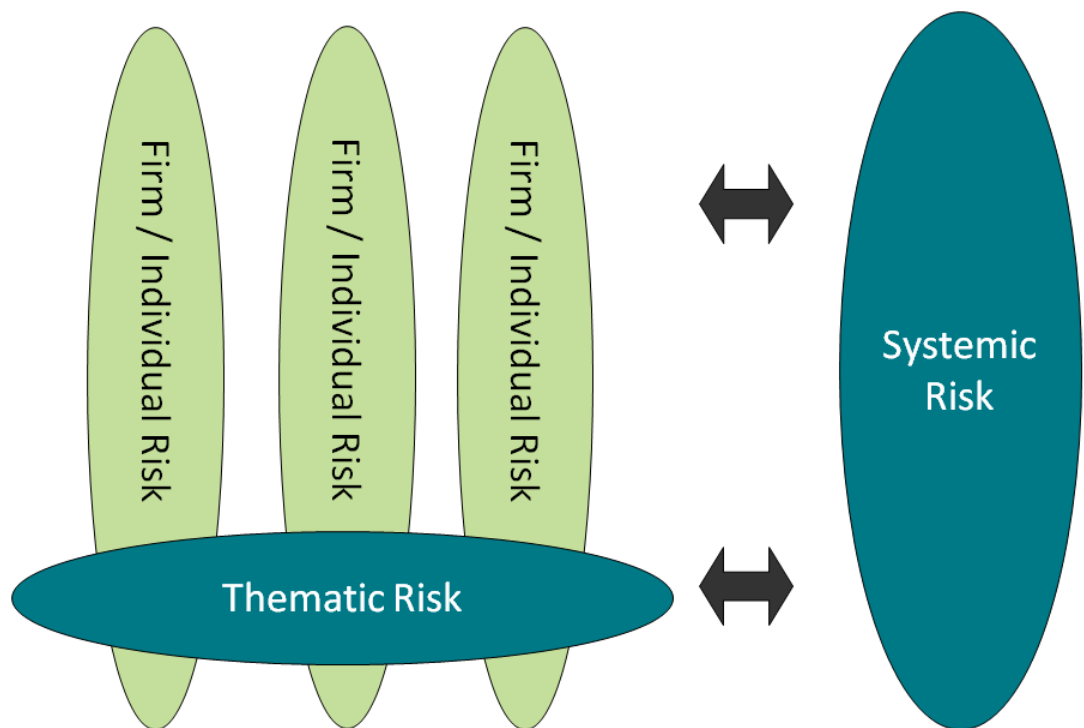 Firm / Individual Risk
Firm / Individual Risk
Firm / Individual Risk
Thematic Risk
Systemic
Risk